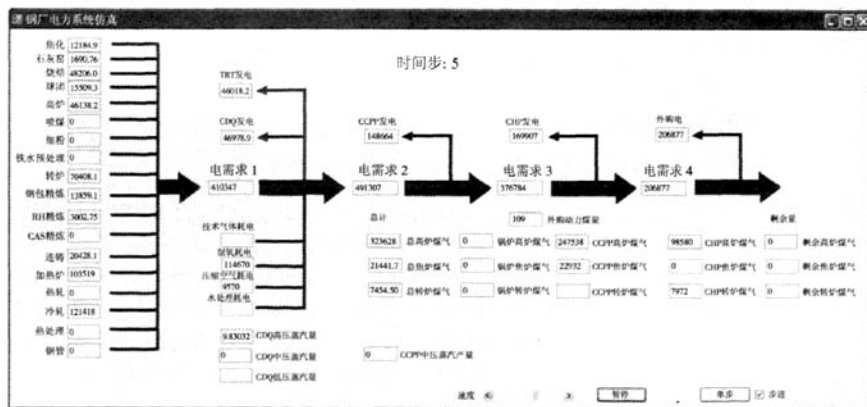 钢厂电力系统仿真
时间步: 5
焦化 12184.9
石灰窑 1690.76
烧结 48206.0
球团 15509.3
高炉 46138.2
喷煤 0
细粉 0
铁水预处理 0
转炉 70408.1
钢包精炼 13859.1
RH精炼 3002.75
CAS精炼 0
连铸 20428.1
加热炉 103519
热轧 0
冷轧 121418
热处理 0
钢管 0
TRT发电
46018.2
CDQ发电
46978.9
CCPP发电
148664
CHP发电
169907
外购电
206877
电需求 1
410347
电需求 2
491307
电需求 3
376784
电需求 4
206877
技术气体耗电
制氧耗电
114670
压缩空气耗电
9570
水处理耗电
9.83032 CDQ高压蒸汽量
0 CDQ中压蒸汽量
CDQ低压蒸汽量
0 CCPP中压蒸汽产量
总计
109 外购动力煤量
剩余量
323628 总高炉煤气 0 锅炉高炉煤气 247538 CCPP高炉煤气 98580 CHP高炉煤气 0 剩余高炉煤气
21441.7 总焦炉煤气 0 锅炉焦炉煤气 22932 CCPP焦炉煤气 0 CHP焦炉煤气 0 剩余焦炉煤气
7454.50 总转炉煤气 0 锅炉转炉煤气 CCPP转炉煤气 7972 CHP转炉煤气 0 剩余转炉煤气
速度 暂停 单步 步进